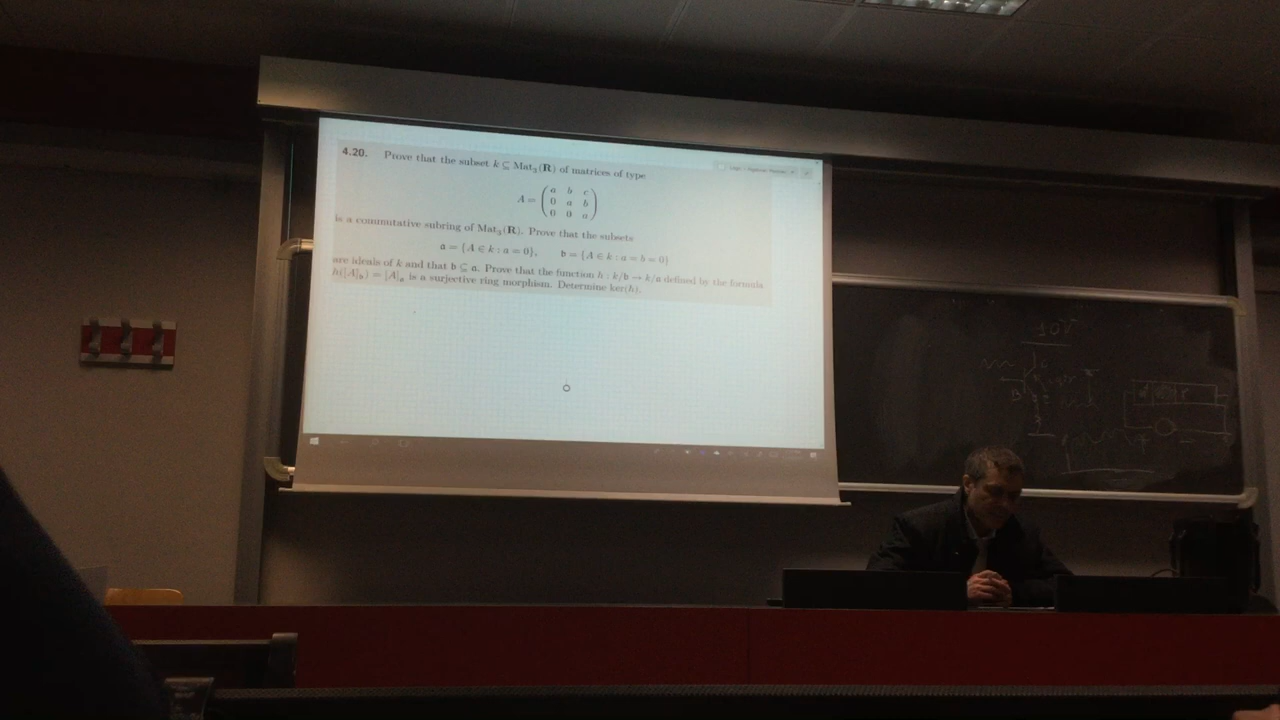 4.20. Prove that the subset k ⊆ Mat₃(R) of matrices of type
A = ( a b c
0 a b
0 0 a )
is a commutative subring of Mat₃(R). Prove that the subsets
𝔞 = {A ∈ k : a = 0}, 𝔟 = {A ∈ k : a = b = 0}
are ideals of k and that 𝔟 ⊆ 𝔞. Prove that the function h : k/𝔟 → k/𝔞 defined by the formula
h([A]𝔟) = [A]𝔞 is a surjective ring morphism. Determine ker(h).
10V